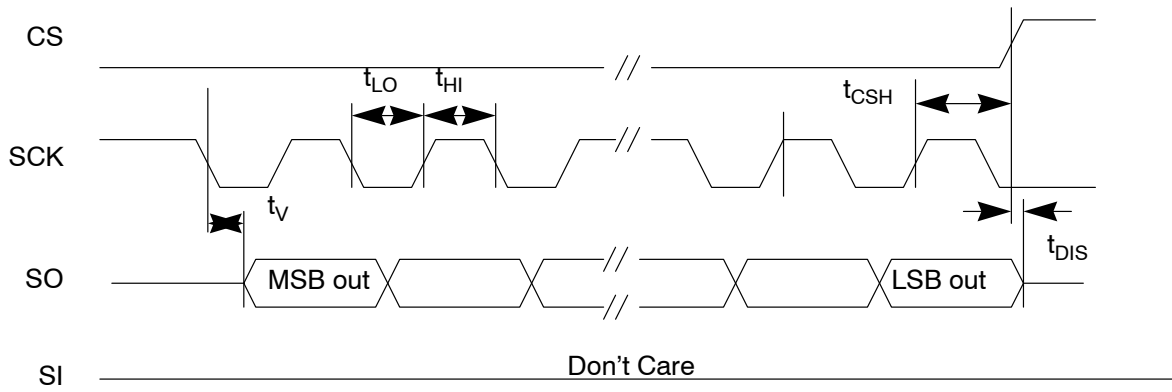 CS
tLO
tHI
tCSH
SCK
tV
tDIS
SO
MSB out
LSB out
Don't Care
SI